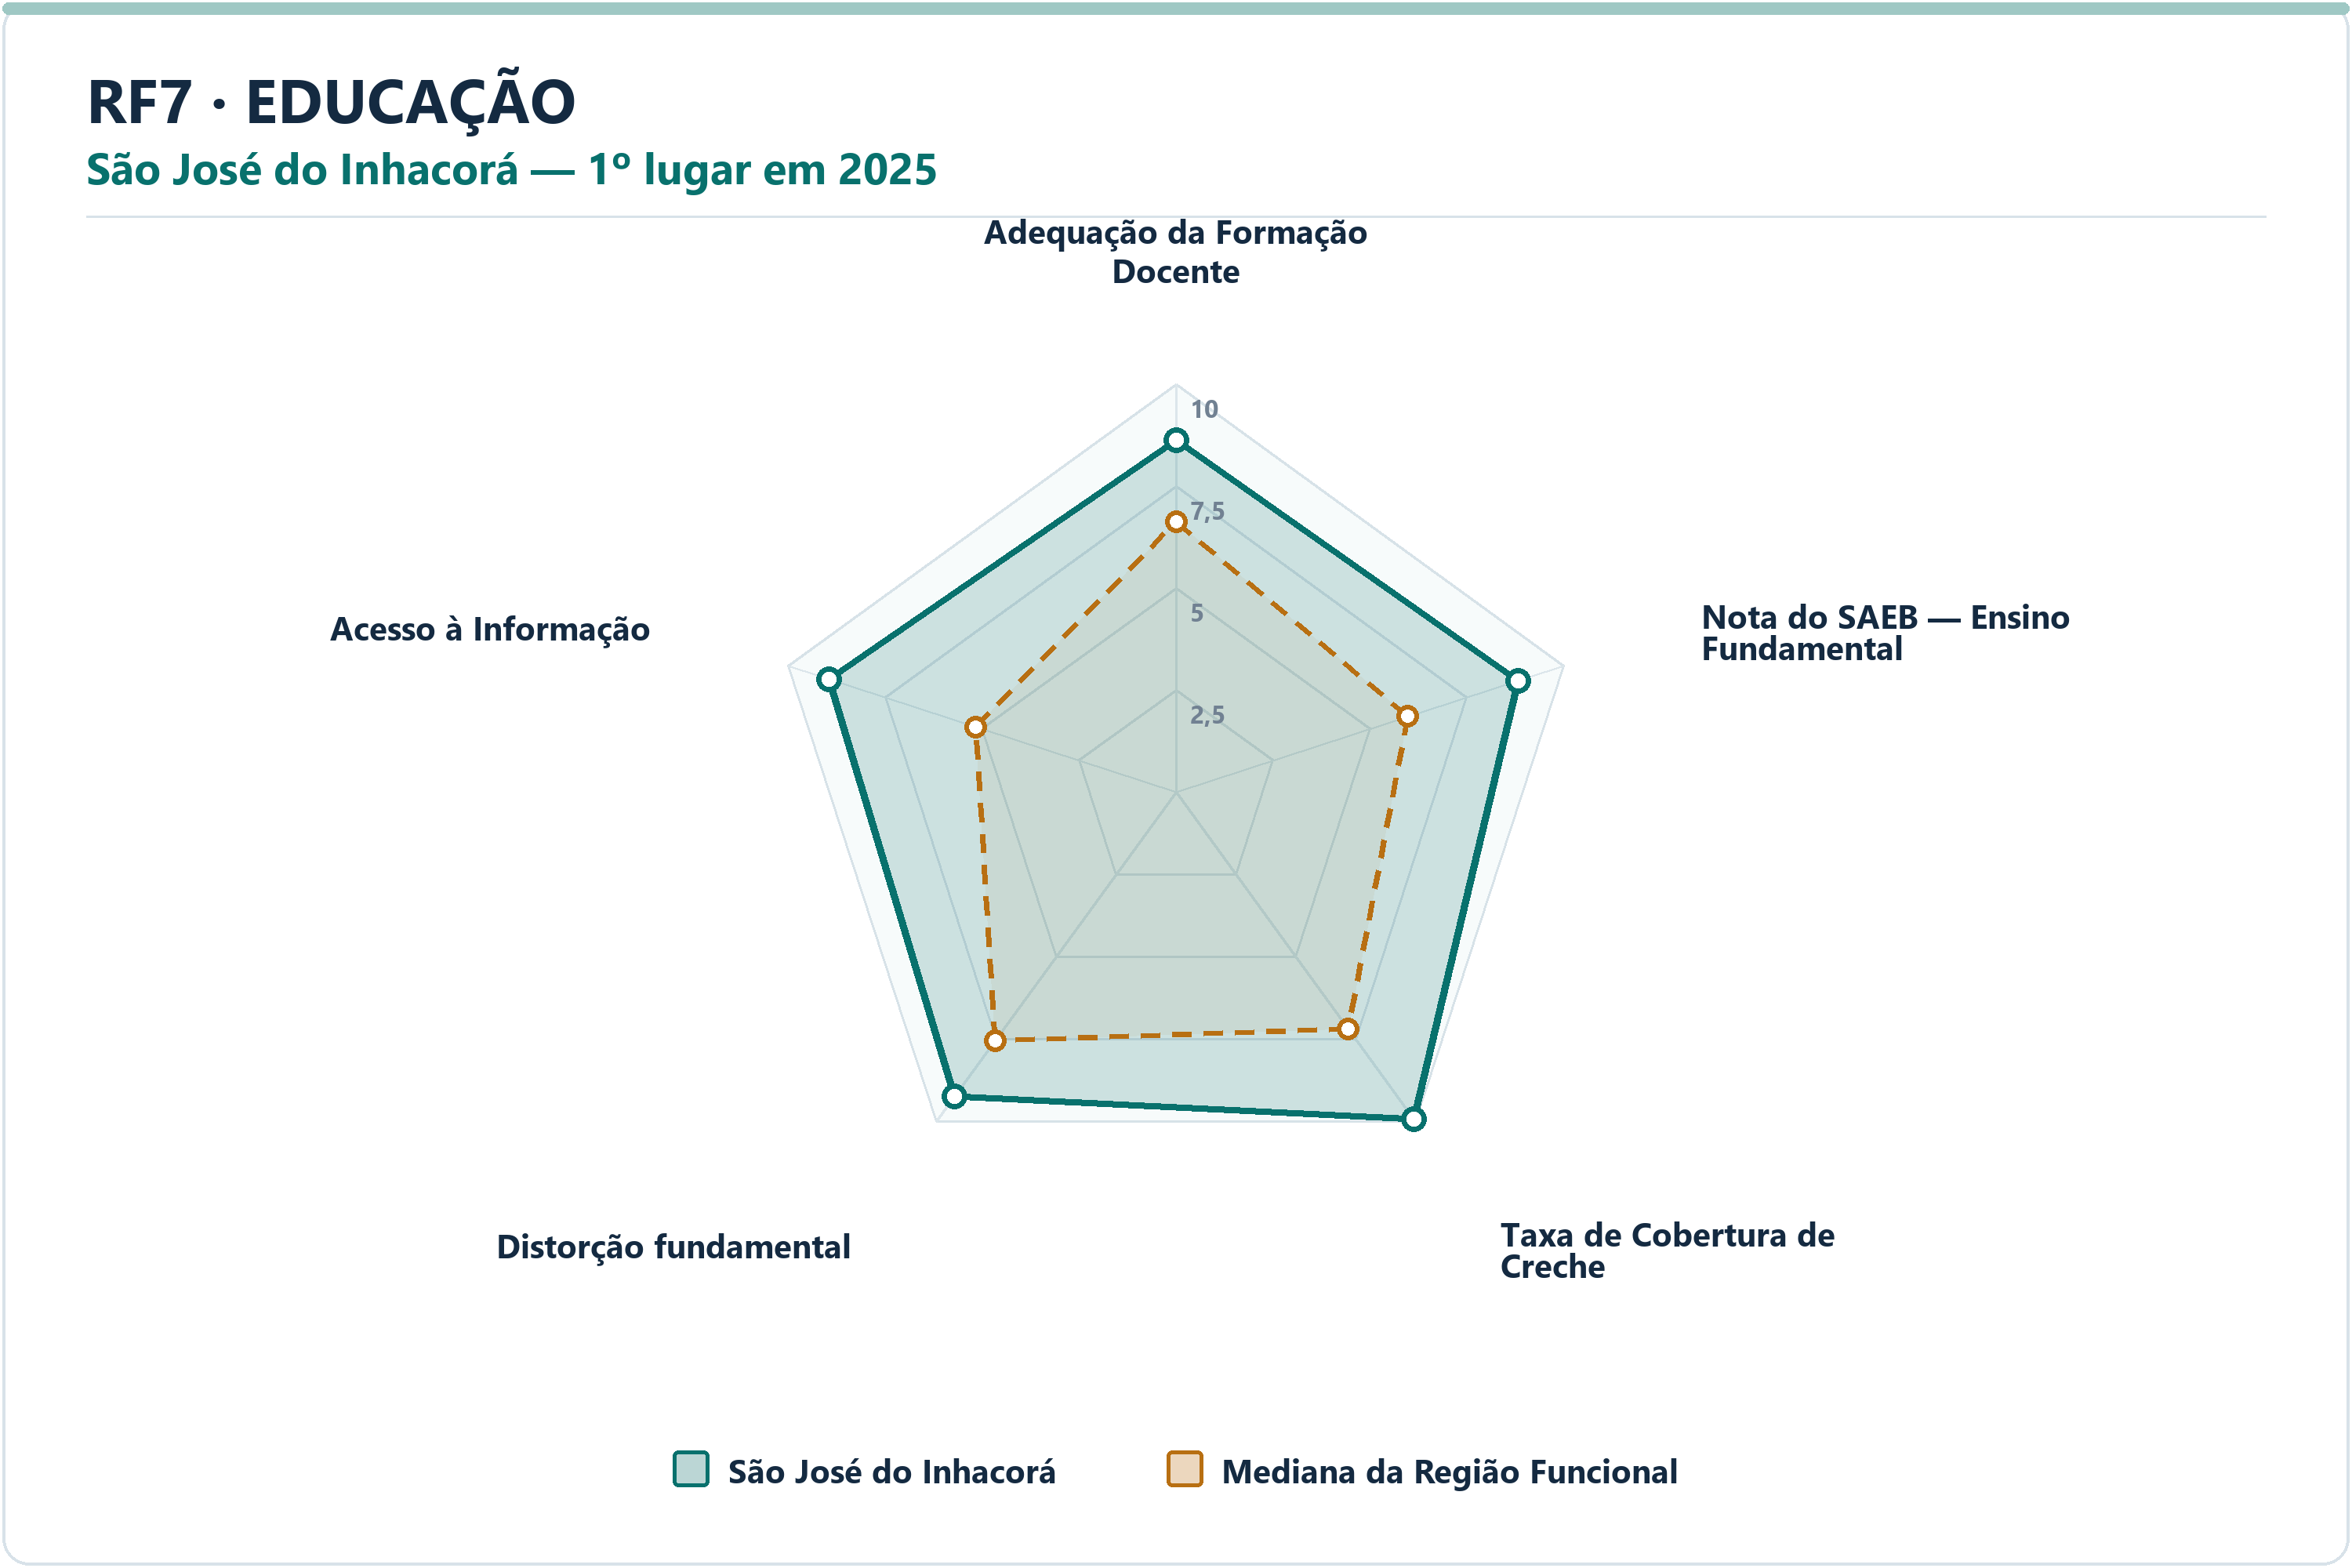 RF7 · EDUCAÇÃO
São José do Inhacorá — 1º lugar em 2025
Adequação da Formação
Docente
10
7,5
5
2,5
Acesso à Informação
Nota do SAEB — Ensino
Fundamental
Distorção fundamental
Taxa de Cobertura de
Creche
São José do Inhacorá
Mediana da Região Funcional